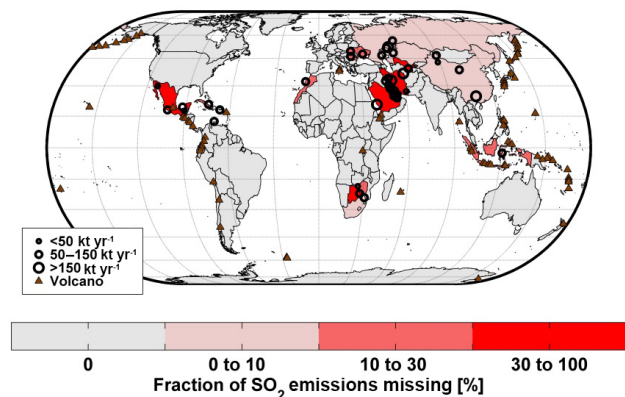 <50 kt yr⁻¹
50–150 kt yr⁻¹
>150 kt yr⁻¹
Volcano
0
0 to 10
10 to 30
30 to 100
Fraction of SO₂ emissions missing [%]